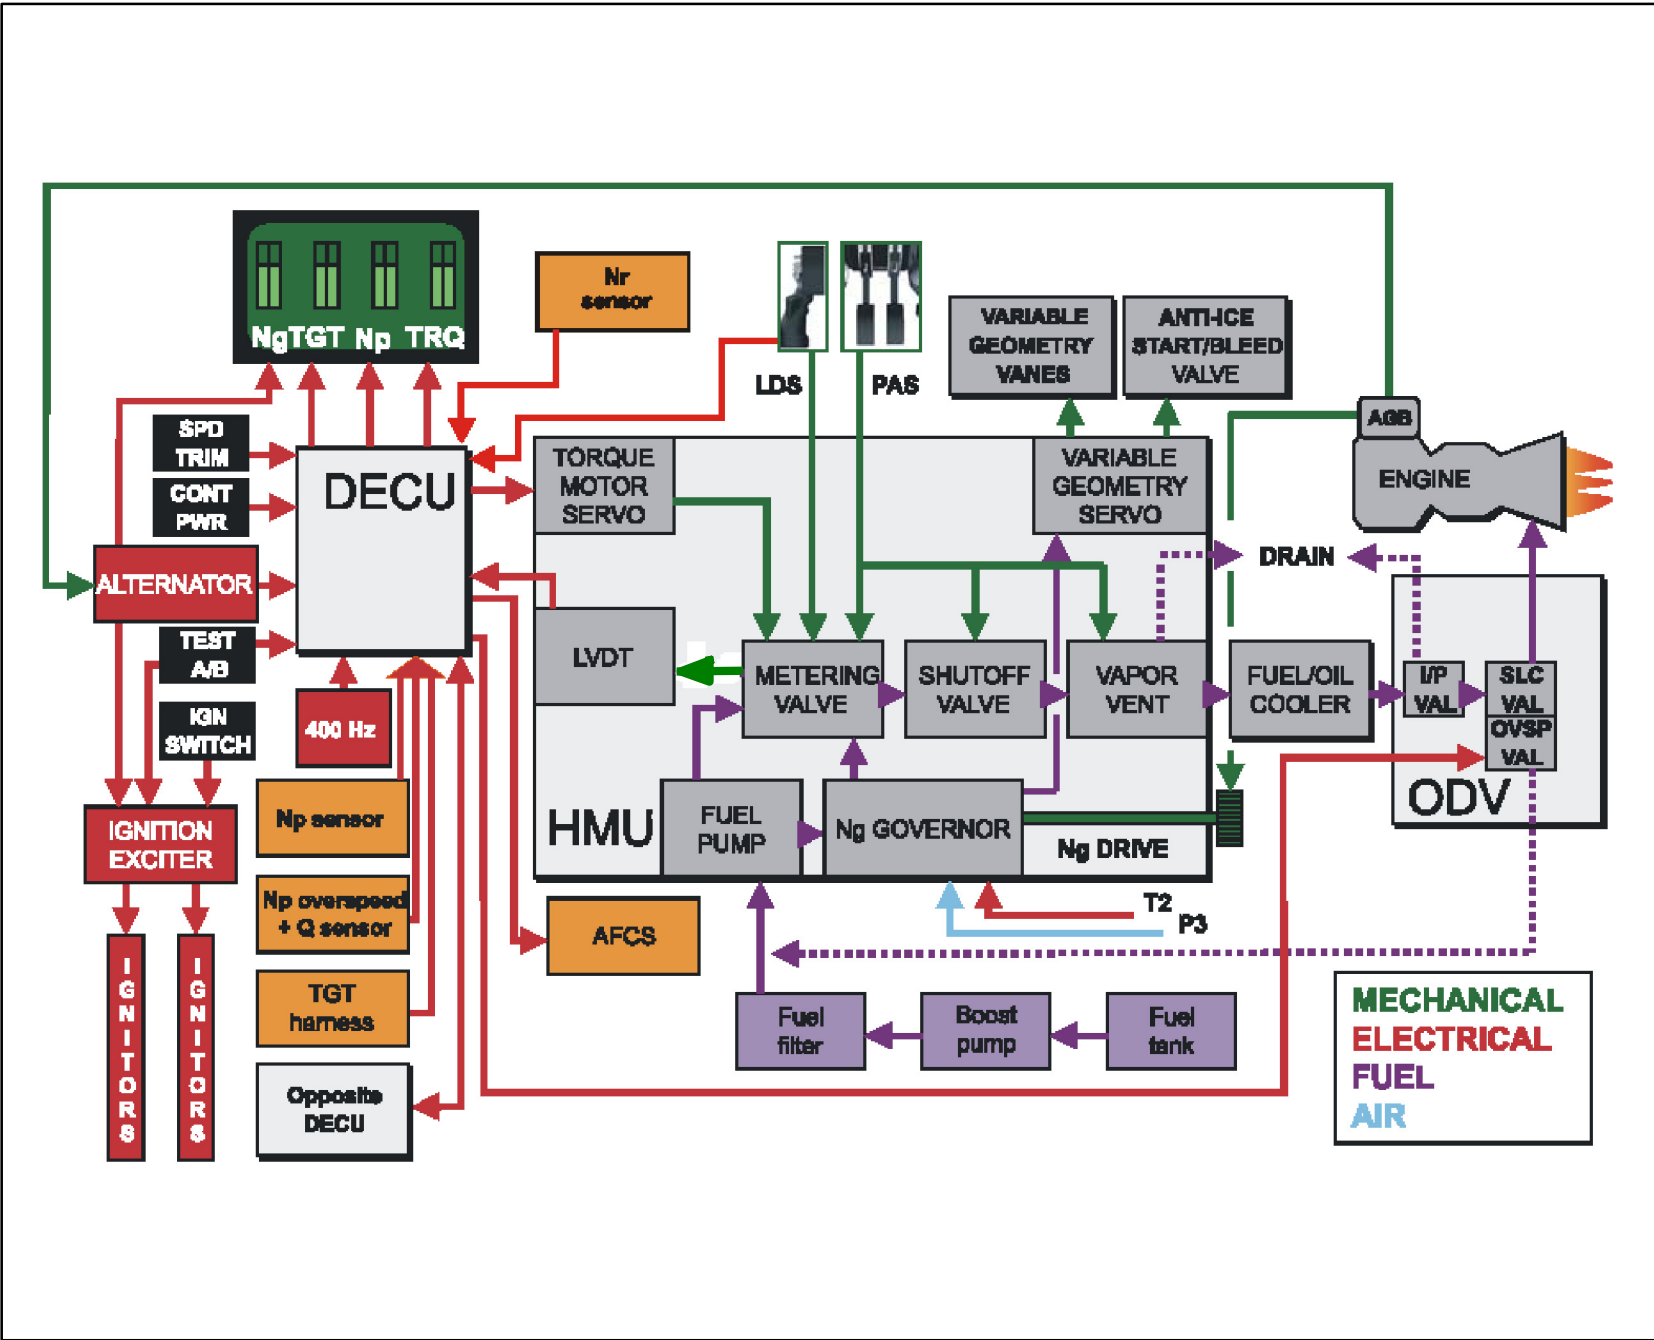 Ng TGT Np TRQ
Nr
sensor
LDS
PAS
VARIABLE
GEOMETRY
VANES
ANTI-ICE
START/BLEED
VALVE
AGB
ENGINE
SPD
TRIM
CONT
PWR
ALTERNATOR
TEST
A/B
IGN
SWITCH
DECU
400 Hz
TORQUE
MOTOR
SERVO
VARIABLE
GEOMETRY
SERVO
LVDT
METERING
VALVE
SHUTOFF
VALVE
VAPOR
VENT
DRAIN
FUEL/OIL
COOLER
I/P
VAL
SLC
VAL
OVSP
VAL
ODV
HMU
FUEL
PUMP
Ng GOVERNOR
Ng DRIVE
T2
P3
IGNITION
EXCITER
IGNITORS
IGNITORS
Np sensor
Np overspeed
+ Q sensor
TGT
harness
Opposite
DECU
AFCS
Fuel
filter
Boost
pump
Fuel
tank
MECHANICAL
ELECTRICAL
FUEL
AIR